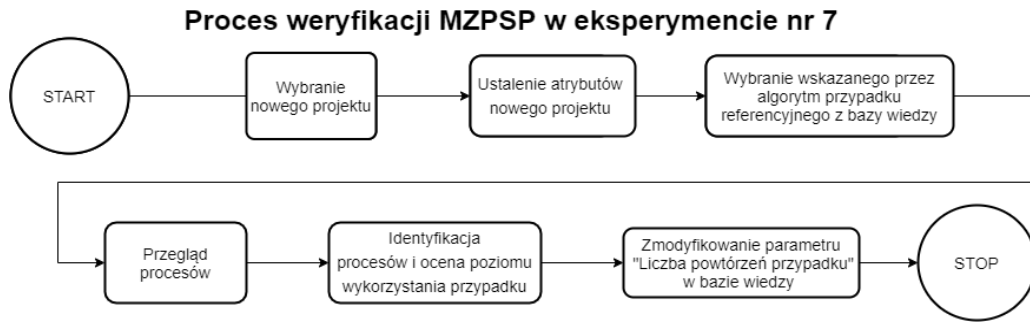 Proces weryfikacji MZPSP w eksperymencie nr 7
START
Wybranie
nowego projektu
Ustalenie atrybutów
nowego projektu
Wybranie wskazanego przez
algorytm przypadku
referencyjnego z bazy wiedzy
Przegląd
procesów
Identyfikacja
procesów i ocena poziomu
wykorzystania przypadku
Zmodyfikowanie parametru
"Liczba powtórzeń przypadku"
w bazie wiedzy
STOP